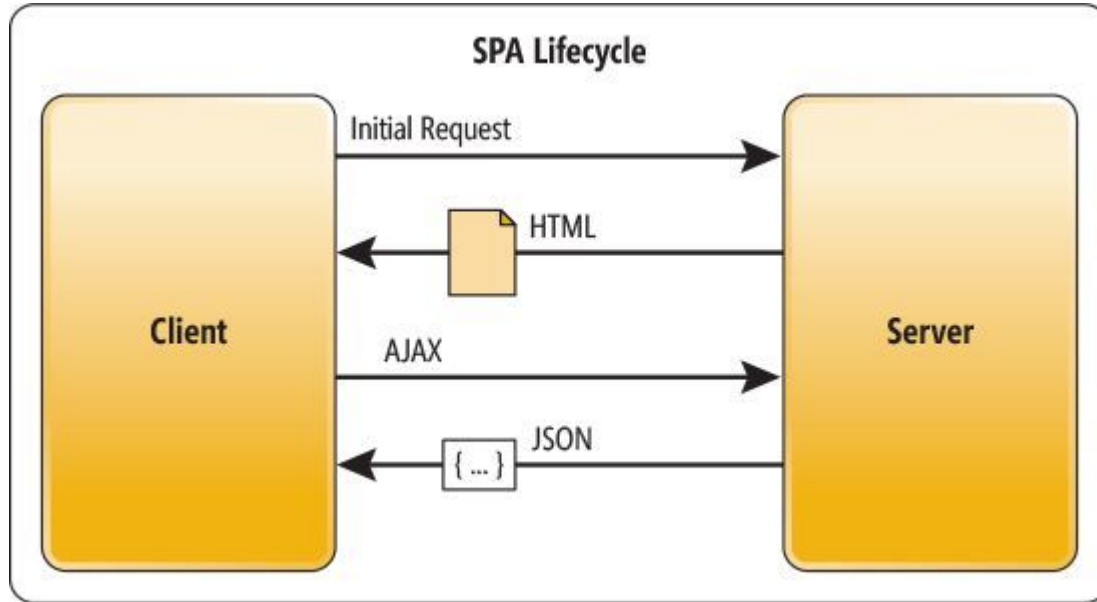 SPA Lifecycle
Initial Request
HTML
Client
Server
AJAX
JSON
{ ... }